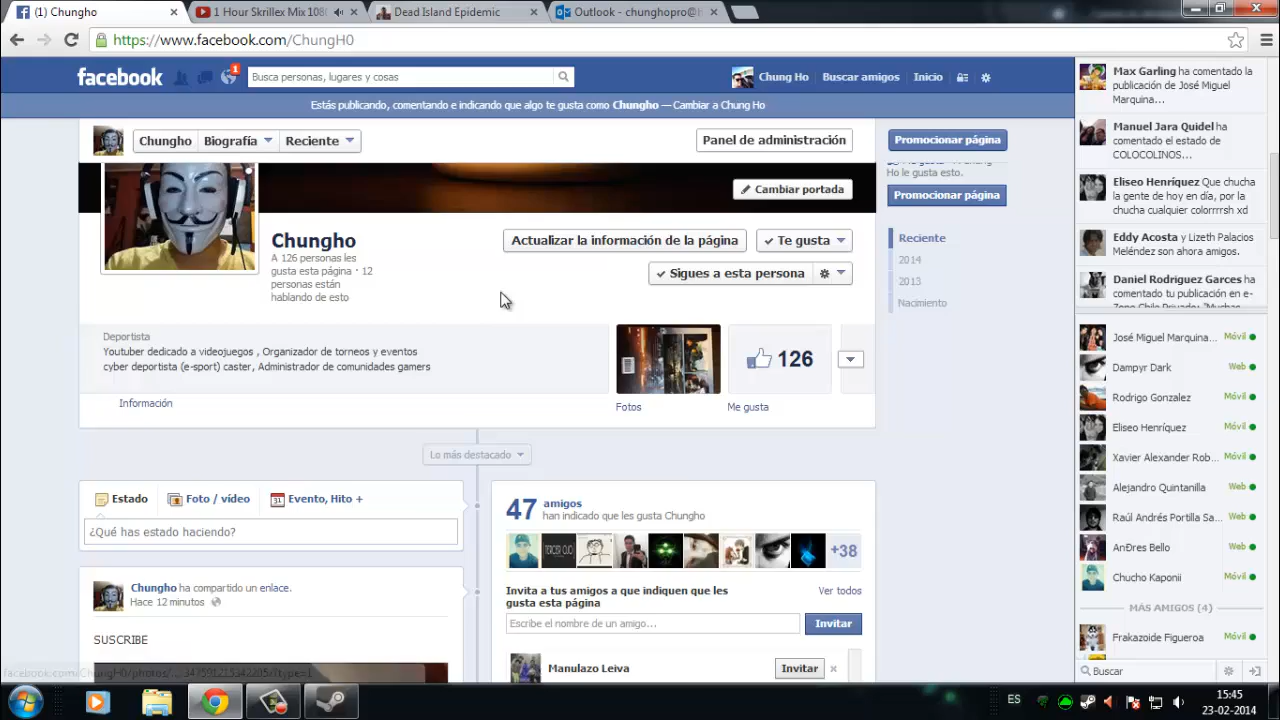 (1) Chungho
1 Hour Skrillex Mix 108
Dead Island Epidemic
Outlook - chunghopro@
https://www.facebook.com/ChungH0
facebook
1
Busca personas, lugares y cosas
Chung Ho
Buscar amigos
Inicio
Estás publicando, comentando e indicando que algo te gusta como Chungho — Cambiar a Chung Ho
Chungho
Biografía
Reciente
Panel de administración
Cambiar portada
Chungho
A 126 personas les
gusta esta página · 12
personas están
hablando de esto
Actualizar la información de la página
Te gusta
Sigues a esta persona
Deportista
Youtuber dedicado a videojuegos , Organizador de torneos y eventos
cyber deportista (e-sport) caster, Administrador de comunidades gamers
Información
126
Fotos
Me gusta
Lo más destacado
Estado
Foto / vídeo
Evento, Hito +
¿Qué has estado haciendo?
Chungho ha compartido un enlace.
Hace 12 minutos
SUSCRIBE
47 amigos
han indicado que les gusta Chungho
TERCER OJO
+38
Invita a tus amigos a que indiquen que les
gusta esta página
Ver todos
Escribe el nombre de un amigo...
Invitar
Manulazo Leiva
Invitar
Promocionar página
Ho le gusta esto.
Promocionar página
Reciente
2014
2013
Nacimiento
Max Garling ha comentado la
publicación de José Miguel
Marquina...
Manuel Jara Quidel ha
comentado el estado de
COLOCOLINOS...
Eliseo Henríquez Que chucha
la gente de hoy en día, por la
chucha cualquier colorrrrsh xd
Eddy Acosta y Lizeth Palacios
Meléndez son ahora amigos.
Daniel Rodriguez Garces ha
comentado tu publicación en e-
José Miguel Marquina... Móvil
Dampyr Dark Web
Rodrigo Gonzalez Móvil
Eliseo Henríquez Móvil
Xavier Alexander Rob... Móvil
Alejandro Quintanilla Web
Raúl Andrés Portilla Sa... Web
AnÐres Bello Web
Chucho Kaponii Móvil
MÁS AMIGOS (4)
Frakazoide Figueroa Móvil
Buscar
ES
15:45
23-02-2014